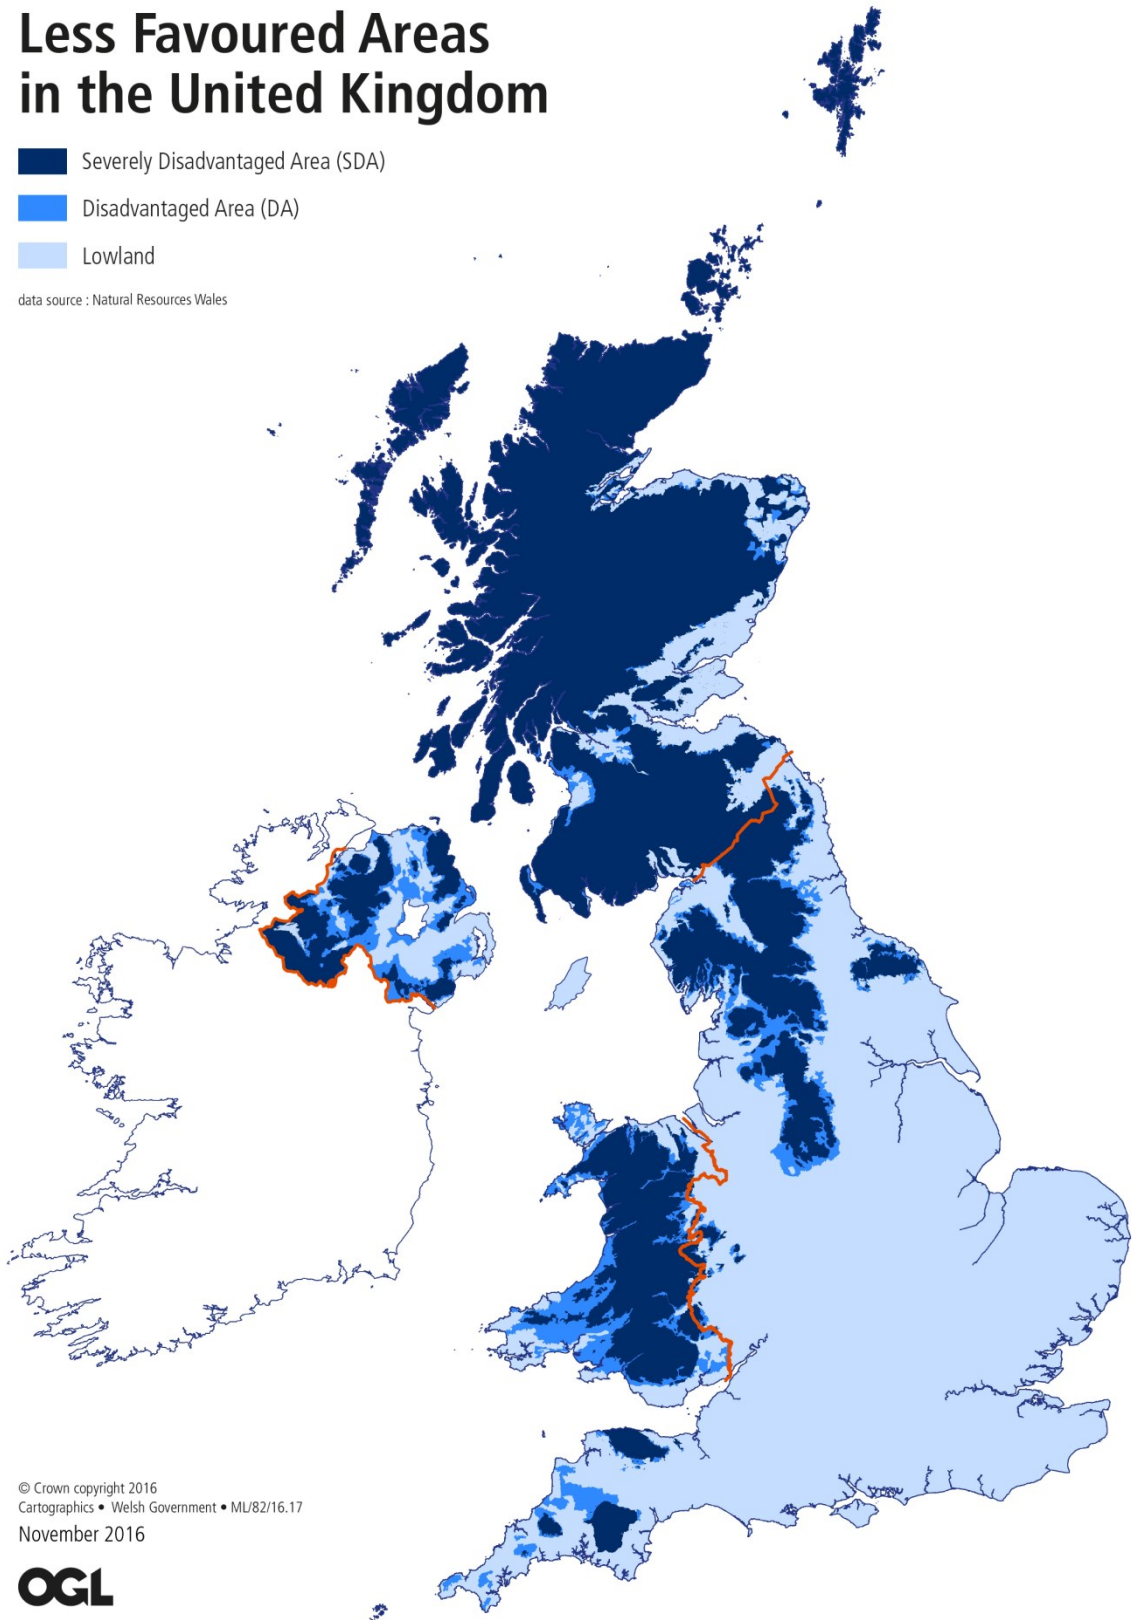 Less Favoured Areas
in the United Kingdom
Severely Disadvantaged Area (SDA)
Disadvantaged Area (DA)
Lowland
data source : Natural Resources Wales
© Crown copyright 2016
Cartographics • Welsh Government • ML/82/16.17
November 2016
OGL